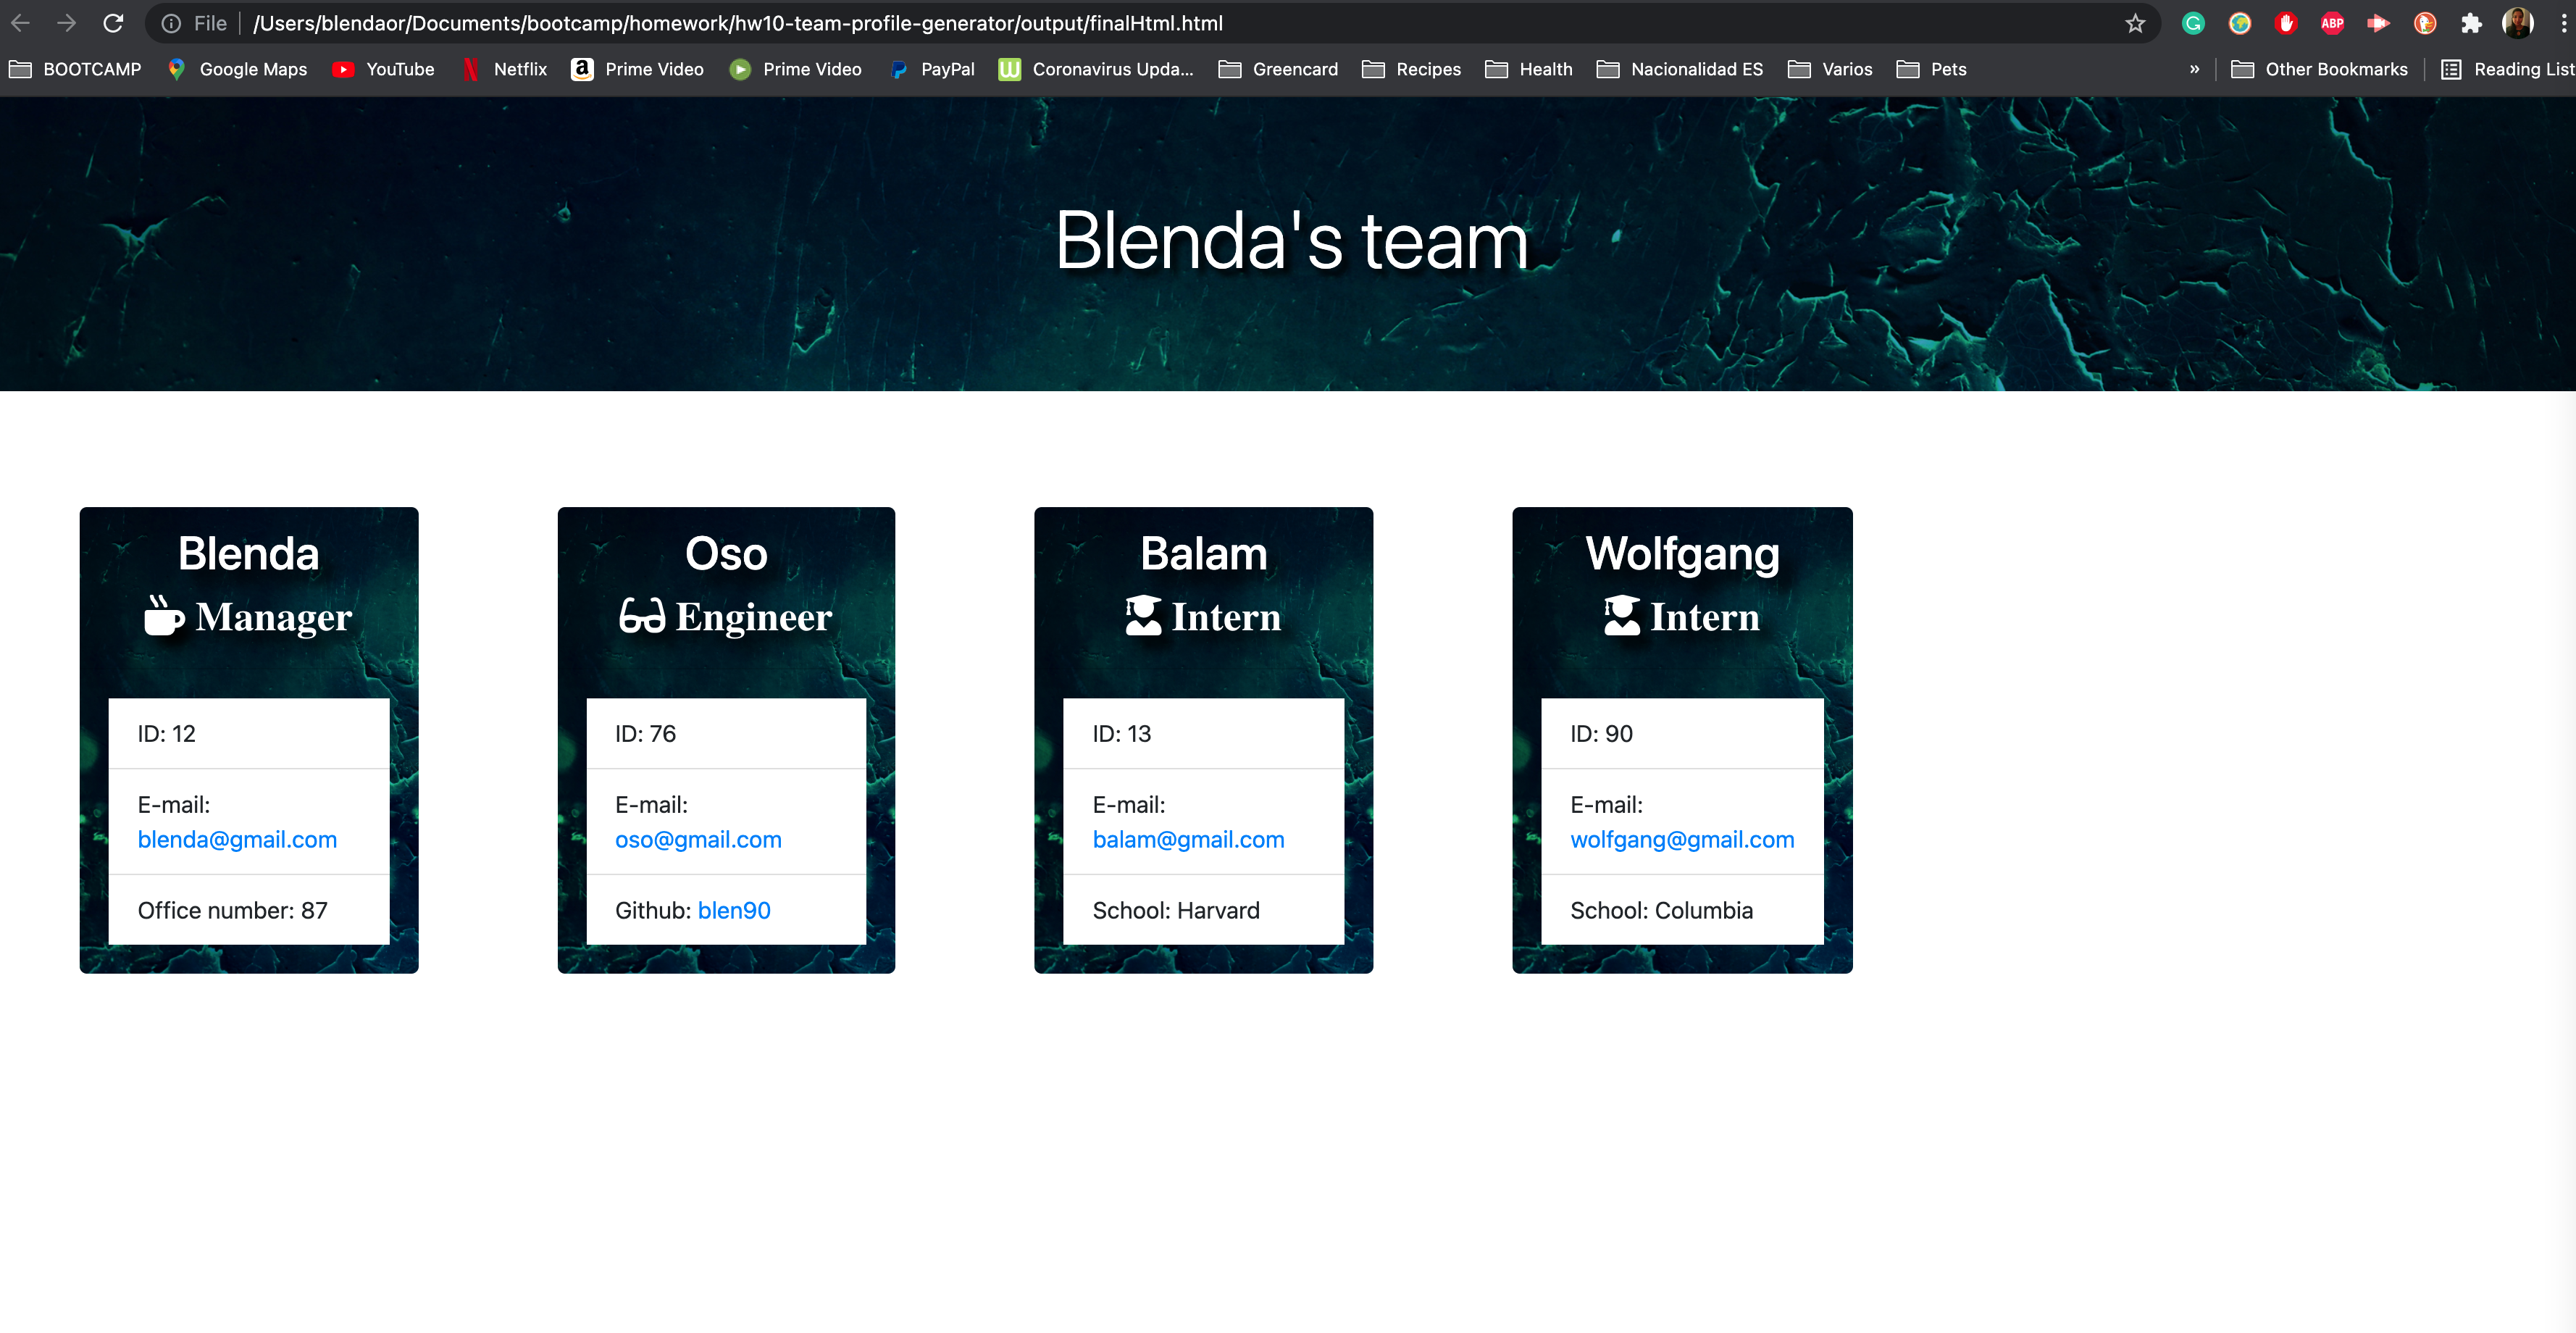 File /Users/blendaor/Documents/bootcamp/homework/hw10-team-profile-generator/output/finalHtml.html
ABP
BOOTCAMP Google Maps YouTube Netflix Prime Video Prime Video PayPal Coronavirus Upda... Greencard Recipes Health Nacionalidad ES Varios Pets » Other Bookmarks Reading List
Blenda's team
Blenda
Manager
ID: 12
E-mail:
blenda@gmail.com
Office number: 87
Oso
Engineer
ID: 76
E-mail:
oso@gmail.com
Github: blen90
Balam
Intern
ID: 13
E-mail:
balam@gmail.com
School: Harvard
Wolfgang
Intern
ID: 90
E-mail:
wolfgang@gmail.com
School: Columbia